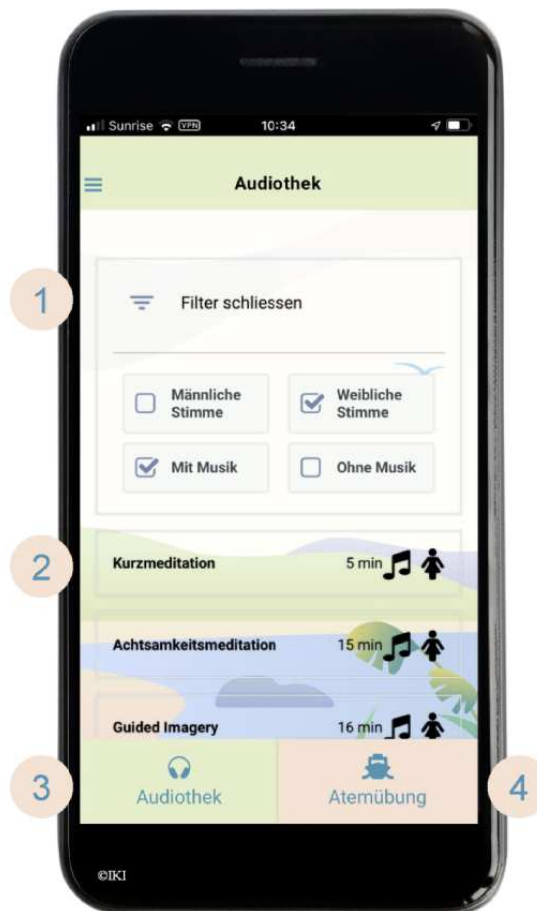 Sunrise VPN 10:34
Audiothek
1
Filter schliessen
Männliche
Stimme
Weibliche
Stimme
Mit Musik
Ohne Musik
2
Kurzmeditation 5 min
Achtsamkeitsmeditation 15 min
Guided Imagery 16 min
3
Audiothek
Atemübung
4
©IKI